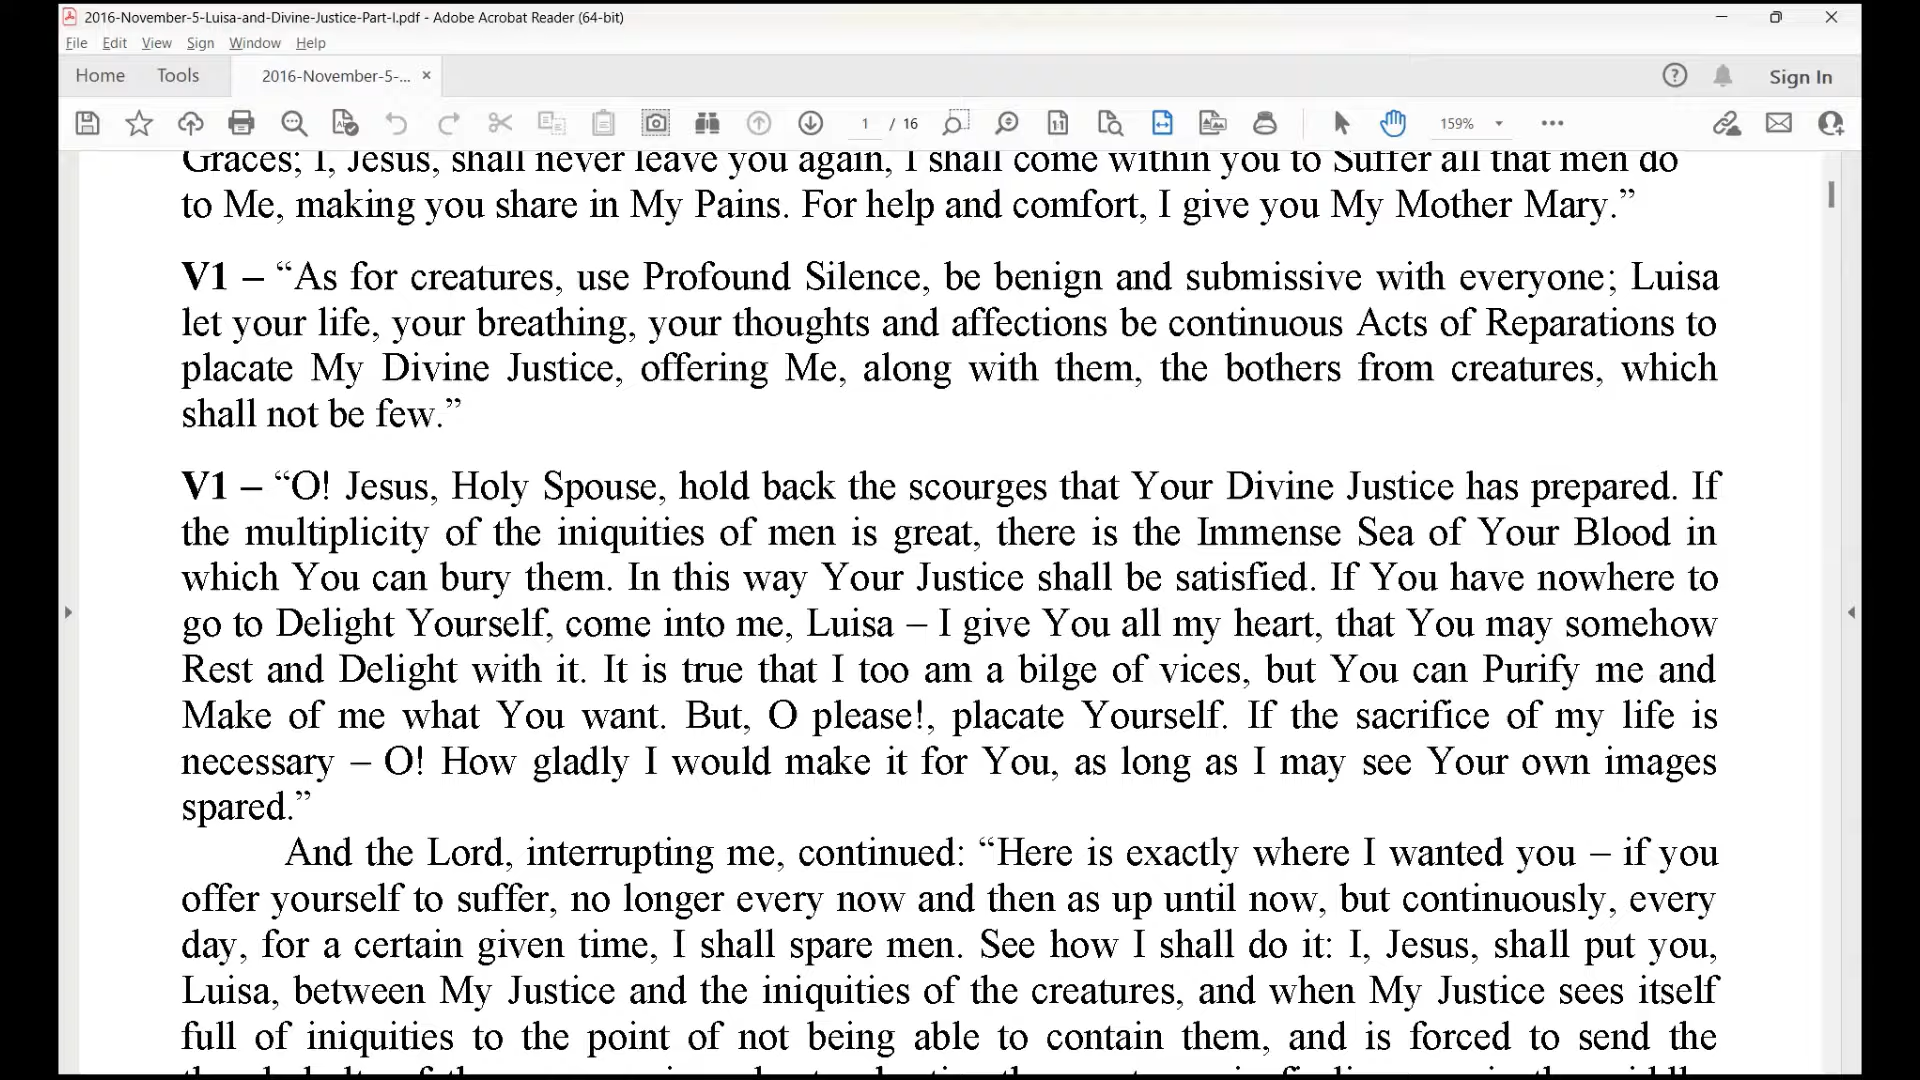 2016-November-5-Luisa-and-Divine-Justice-Part-I.pdf - Adobe Acrobat Reader (64-bit)
File Edit View Sign Window Help
Home Tools 2016-November-5-... × Sign In
1 / 16 159%
Graces; I, Jesus, shall never leave you again, I shall come within you to Suffer all that men do
to Me, making you share in My Pains. For help and comfort, I give you My Mother Mary.”
V1 – “As for creatures, use Profound Silence, be benign and submissive with everyone; Luisa
let your life, your breathing, your thoughts and affections be continuous Acts of Reparations to
placate My Divine Justice, offering Me, along with them, the bothers from creatures, which
shall not be few.”
V1 – “O! Jesus, Holy Spouse, hold back the scourges that Your Divine Justice has prepared. If
the multiplicity of the iniquities of men is great, there is the Immense Sea of Your Blood in
which You can bury them. In this way Your Justice shall be satisfied. If You have nowhere to
go to Delight Yourself, come into me, Luisa – I give You all my heart, that You may somehow
Rest and Delight with it. It is true that I too am a bilge of vices, but You can Purify me and
Make of me what You want. But, O please!, placate Yourself. If the sacrifice of my life is
necessary – O! How gladly I would make it for You, as long as I may see Your own images
spared.”
And the Lord, interrupting me, continued: “Here is exactly where I wanted you – if you
offer yourself to suffer, no longer every now and then as up until now, but continuously, every
day, for a certain given time, I shall spare men. See how I shall do it: I, Jesus, shall put you,
Luisa, between My Justice and the iniquities of the creatures, and when My Justice sees itself
full of iniquities to the point of not being able to contain them, and is forced to send the